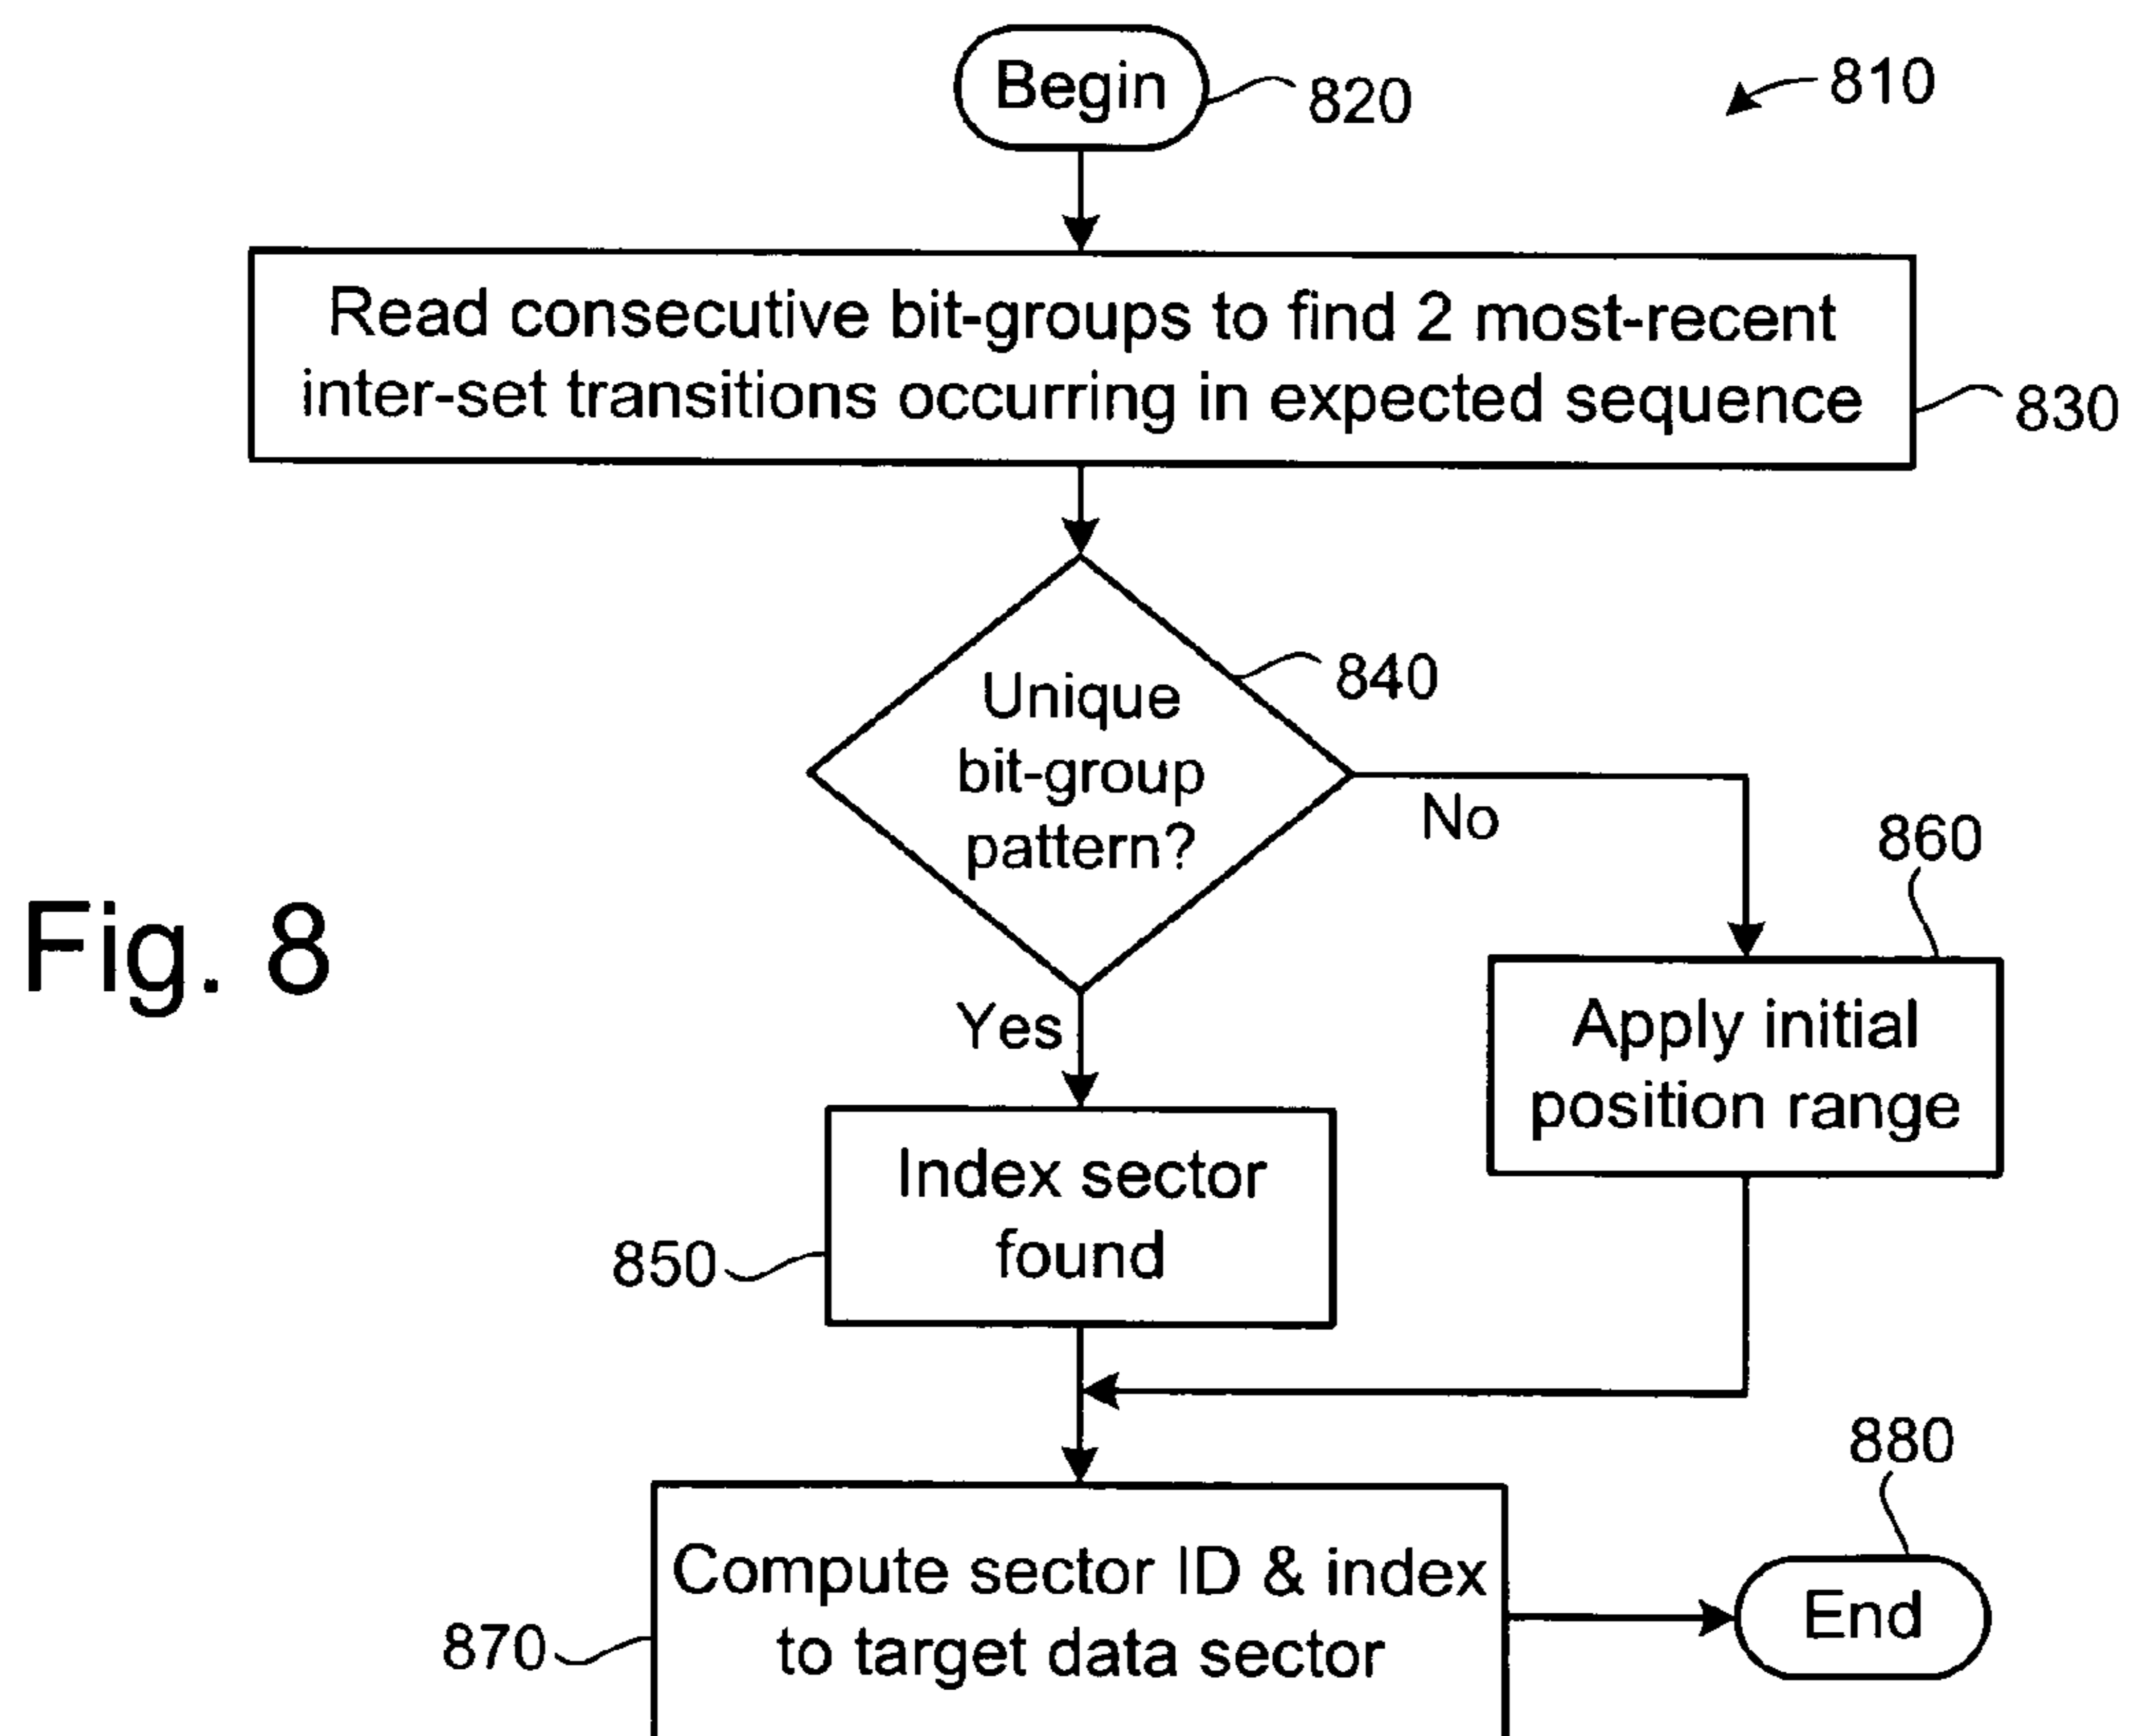 Begin
820
810
Read consecutive bit-groups to find 2 most-recent
inter-set transitions occurring in expected sequence
830
Unique
bit-group
pattern?
840
No
860
Fig. 8
Yes
Apply initial
position range
Index sector
found
850
880
Compute sector ID & index
to target data sector
870
End